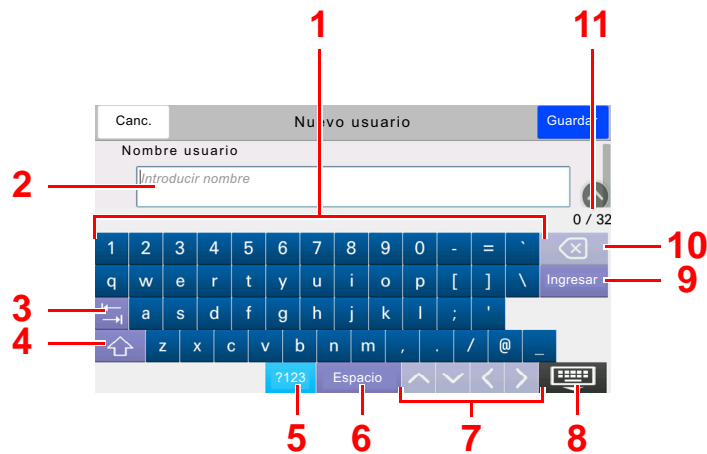 1 11
Canc. Nuevo usuario Guardar
Nombre usuario
2 Introducir nombre
0 / 32
1 2 3 4 5 6 7 8 9 0 - = ` 10
q w e r t y u i o p [ ] \ Ingresar 9
3 a s d f g h j k l ; '
4 z x c v b n m , . / @ _
?123 Espacio
5 6 7 8